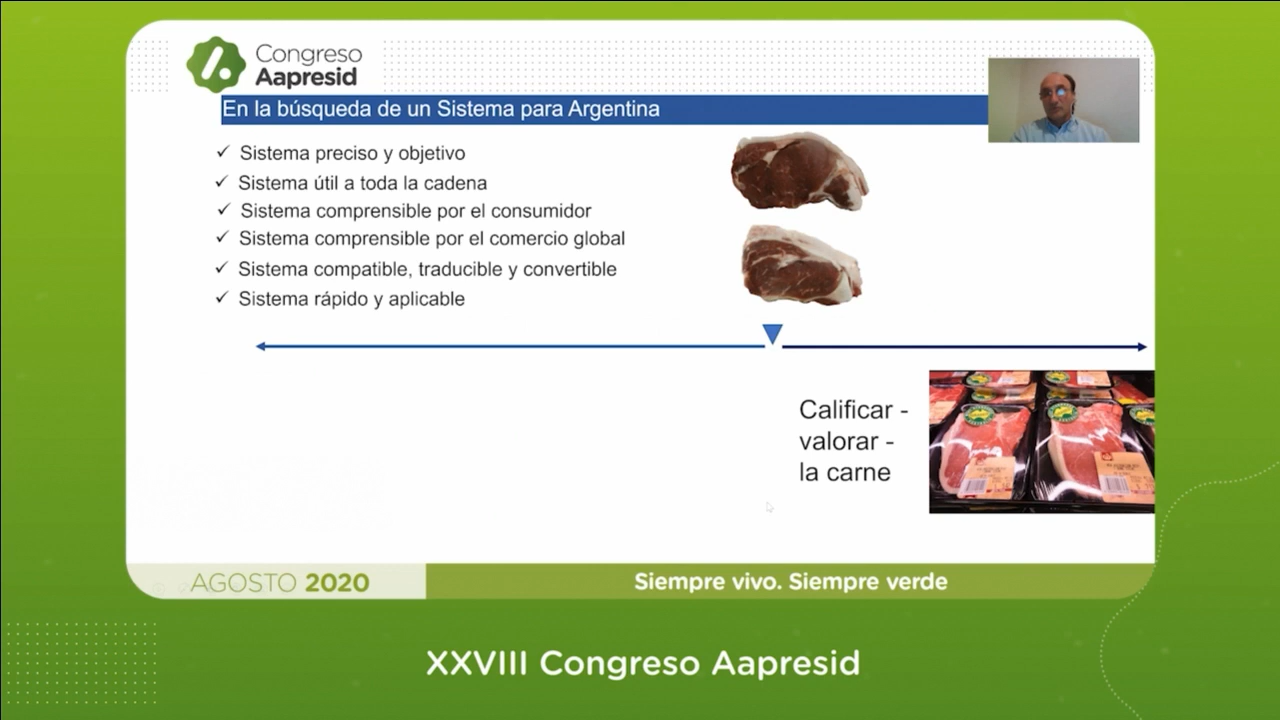 Congreso
Aapresid
En la búsqueda de un Sistema para Argentina
✓ Sistema preciso y objetivo
✓ Sistema útil a toda la cadena
✓ Sistema comprensible por el consumidor
✓ Sistema comprensible por el comercio global
✓ Sistema compatible, traducible y convertible
✓ Sistema rápido y aplicable
Calificar -
valorar -
la carne
AGOSTO 2020
Siempre vivo. Siempre verde
XXVIII Congreso Aapresid